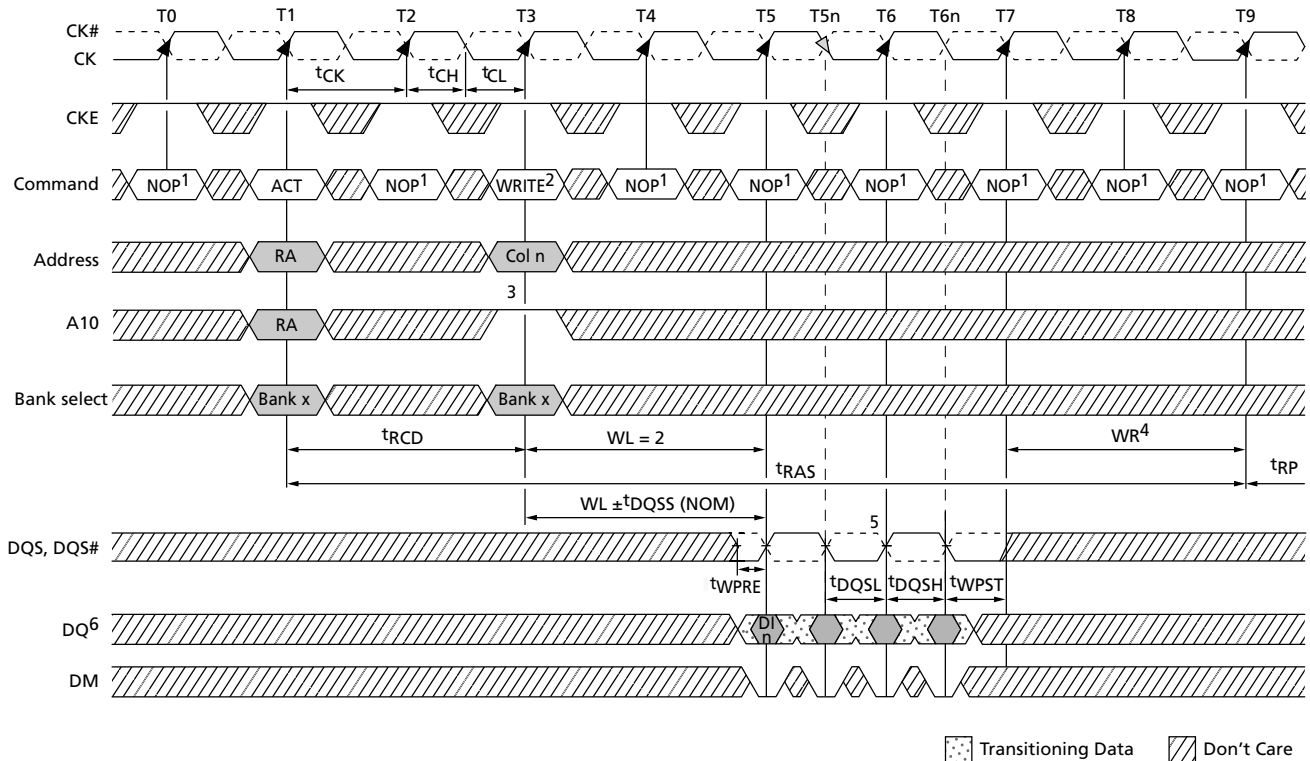 T0 T1 T2 T3 T4 T5 T5n T6 T6n T7 T8 T9
CK#
CK
tCK tCH tCL
CKE
Command NOP1 ACT NOP1 WRITE2 NOP1 NOP1 NOP1 NOP1 NOP1 NOP1
Address RA Col n
3
A10 RA
Bank select Bank x Bank x
tRCD WL = 2 WR4
tRAS tRP
WL ±tDQSS (NOM)
5
DQS, DQS#
tWPRE tDQSL tDQSH tWPST
DQ6 DI
n
DM
Transitioning Data Don't Care